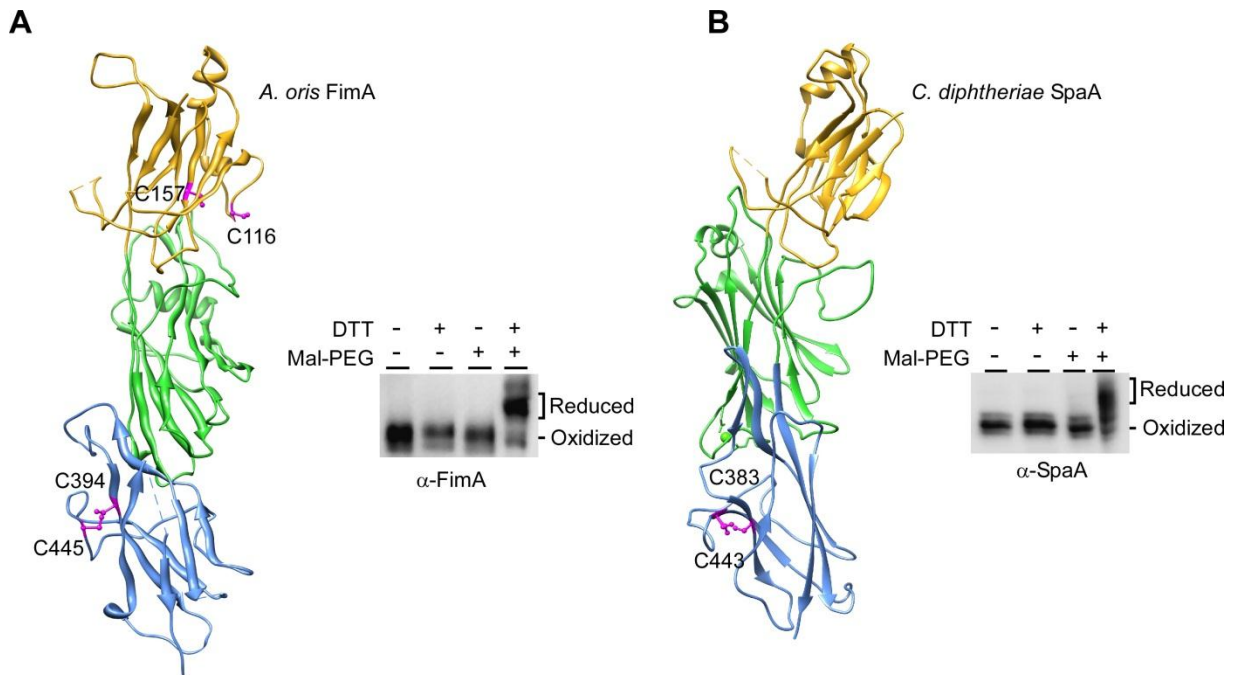 A
A. oris FimA
C157
C116
C394
C445
DTT - + - +
Mal-PEG - - + +
Reduced
Oxidized
α-FimA
B
C. diphtheriae SpaA
C383
C443
DTT - + - +
Mal-PEG - - + +
Reduced
Oxidized
α-SpaA